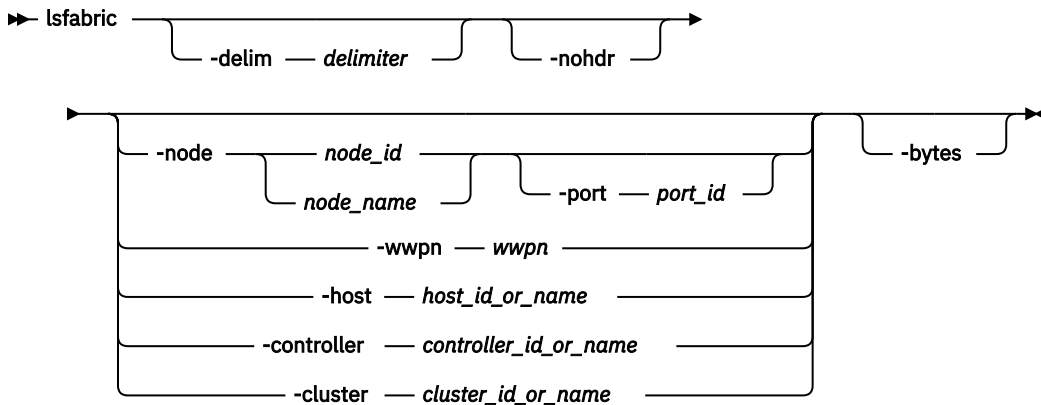 lsfabric
-delim delimiter -nohdr
-node node_id -bytes
node_name -port port_id
-wwpn wwpn
-host host_id_or_name
-controller controller_id_or_name
-cluster cluster_id_or_name